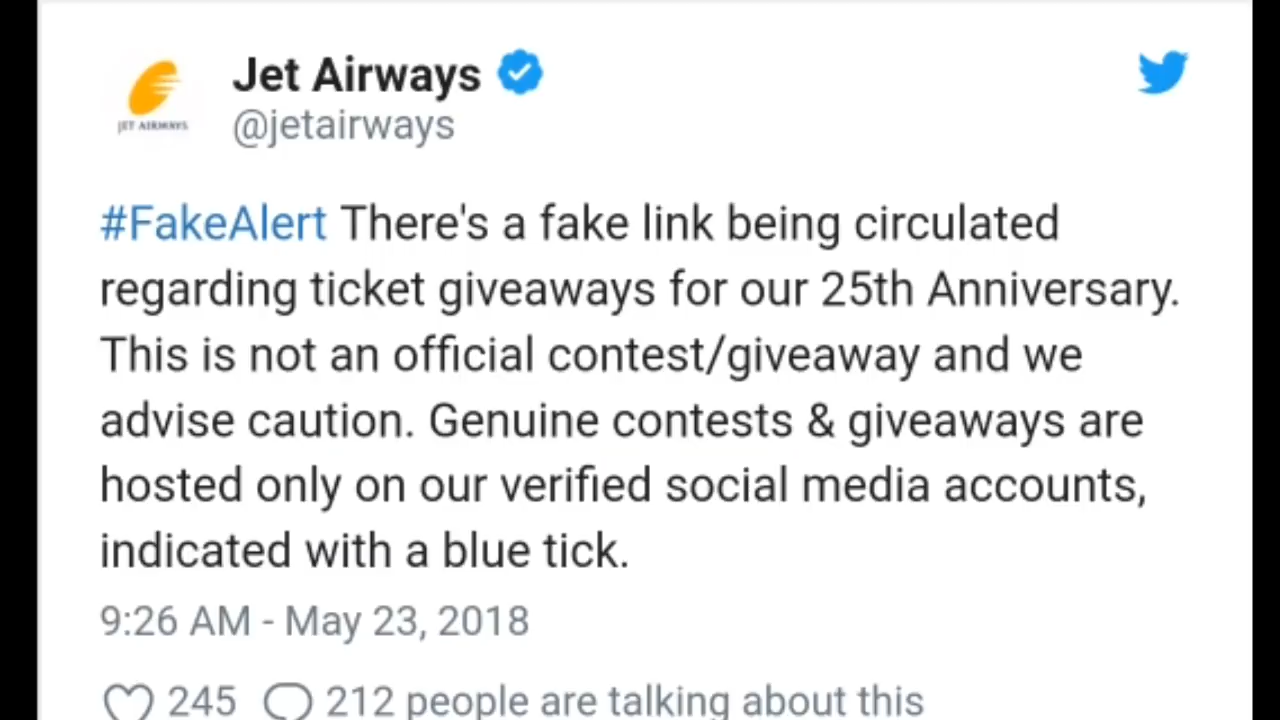 Jet Airways
@jetairways
JET AIRWAYS
#FakeAlert There's a fake link being circulated
regarding ticket giveaways for our 25th Anniversary.
This is not an official contest/giveaway and we
advise caution. Genuine contests & giveaways are
hosted only on our verified social media accounts,
indicated with a blue tick.
9:26 AM - May 23, 2018
245 212 people are talking about this